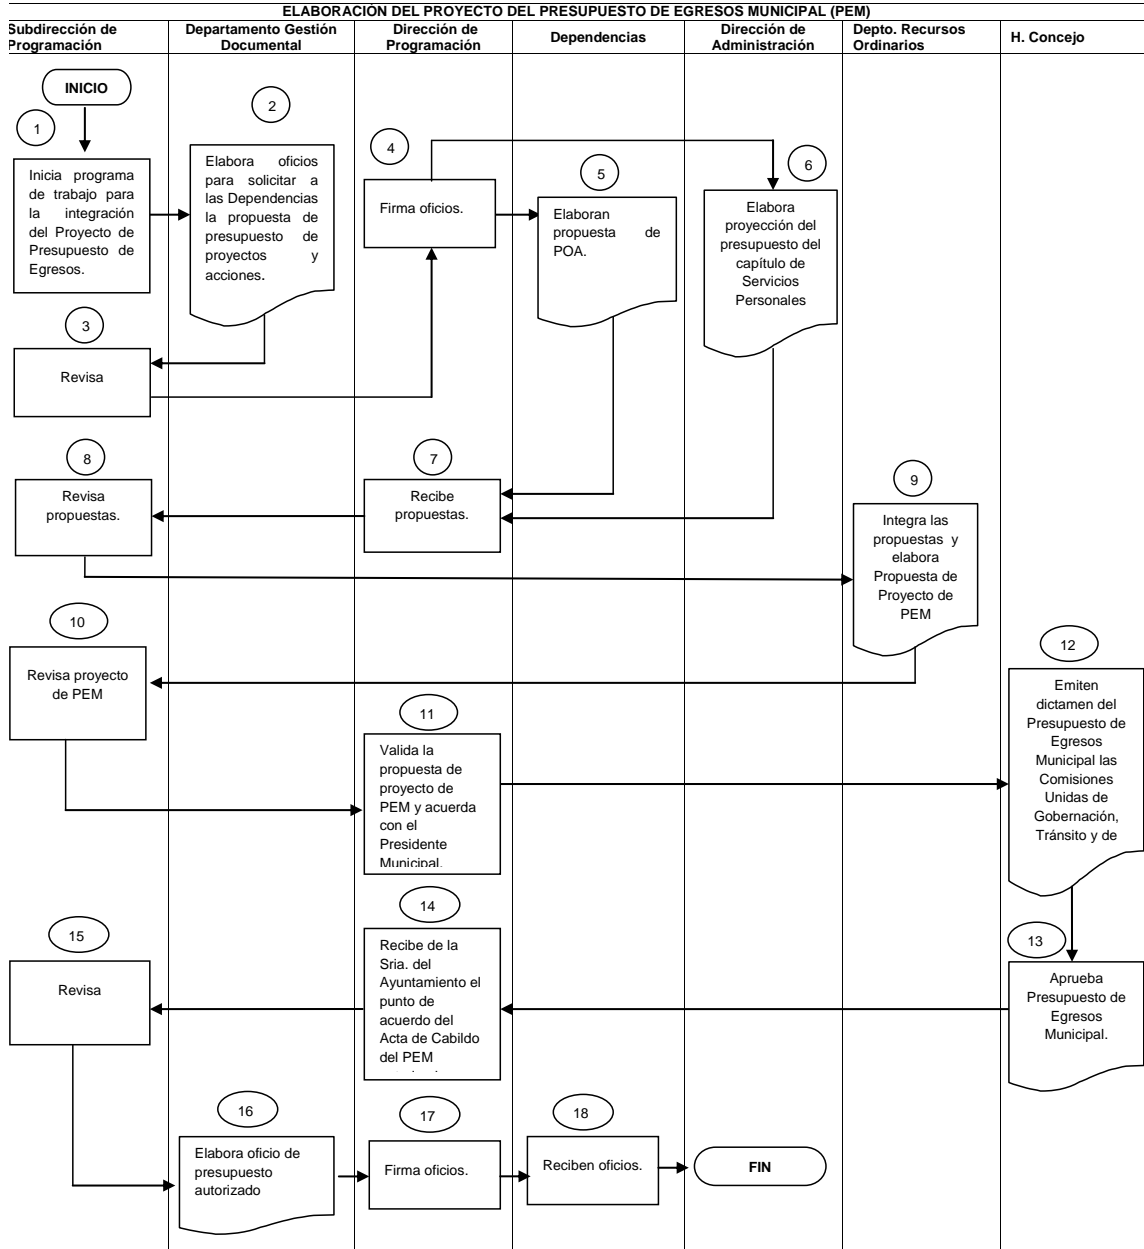 ELABORACIÓN DEL PROYECTO DEL PRESUPUESTO DE EGRESOS MUNICIPAL (PEM)
Subdirección de
Programación
Departamento Gestión
Documental
Dirección de
Programación
Dependencias
Dirección de
Administración
Depto. Recursos
Ordinarios
H. Concejo
INICIO
1
Inicia programa
de trabajo para
la integración
del Proyecto de
Presupuesto de
Egresos.
2
Elabora oficios
para solicitar a
las Dependencias
la propuesta de
presupuesto de
proyectos y
acciones.
3
Revisa
4
Firma oficios.
5
Elaboran
propuesta de
POA.
6
Elabora
proyección del
presupuesto del
capítulo de
Servicios
Personales
7
Recibe
propuestas.
8
Revisa
propuestas.
9
Integra las
propuestas y
elabora
Propuesta de
Proyecto de
PEM
10
Revisa proyecto
de PEM
11
Valida la
propuesta de
proyecto de
PEM y acuerda
con el
Presidente
Municipal.
12
Emiten
dictamen del
Presupuesto de
Egresos
Municipal las
Comisiones
Unidas de
Gobernación,
Tránsito y de
13
Aprueba
Presupuesto de
Egresos
Municipal.
14
Recibe de la
Sria. del
Ayuntamiento el
punto de
acuerdo del
Acta de Cabildo
del PEM
15
Revisa
16
Elabora oficio de
presupuesto
autorizado
17
Firma oficios.
18
Reciben oficios.
FIN